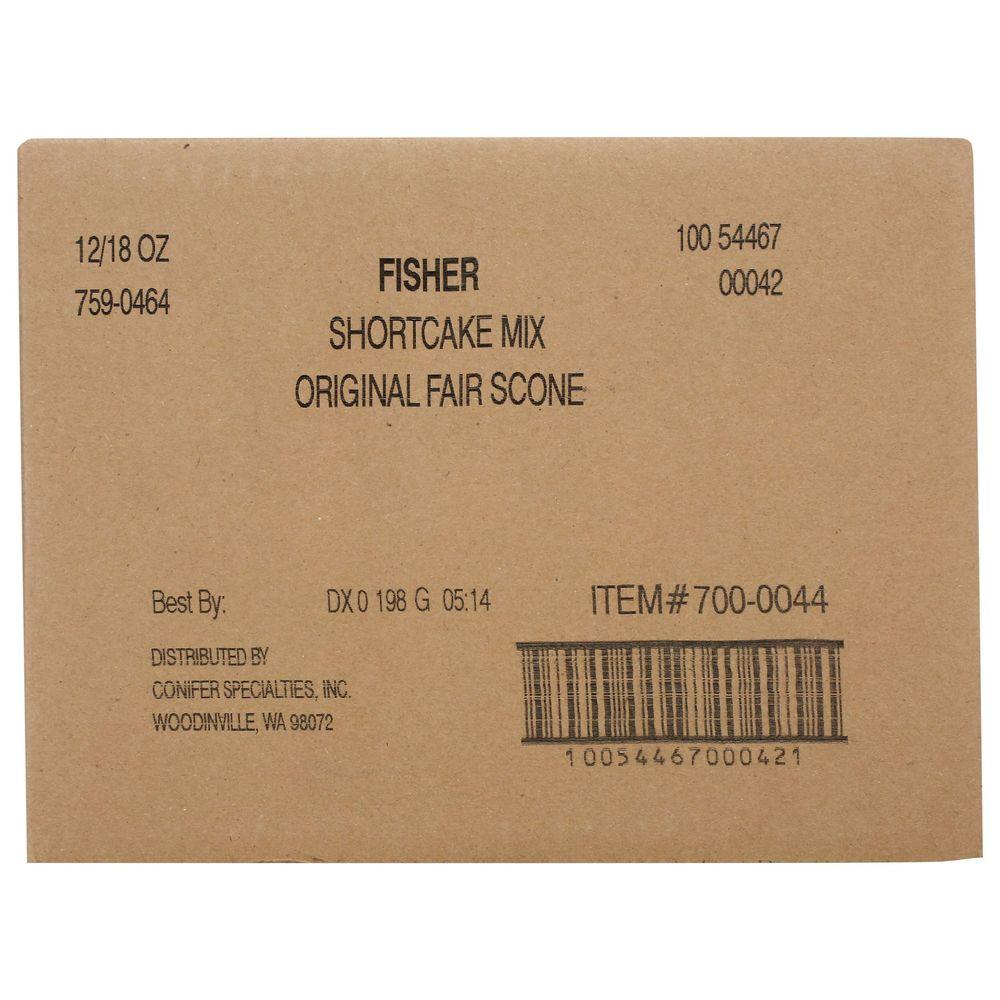 12/18 OZ
759-0464
FISHER
SHORTCAKE MIX
ORIGINAL FAIR SCONE
100 54467
00042
Best By: DX 0 198 G 05:14
DISTRIBUTED BY
CONIFER SPECIALTIES, INC.
WOODINVILLE, WA 98072
ITEM# 700-0044
10054467000421